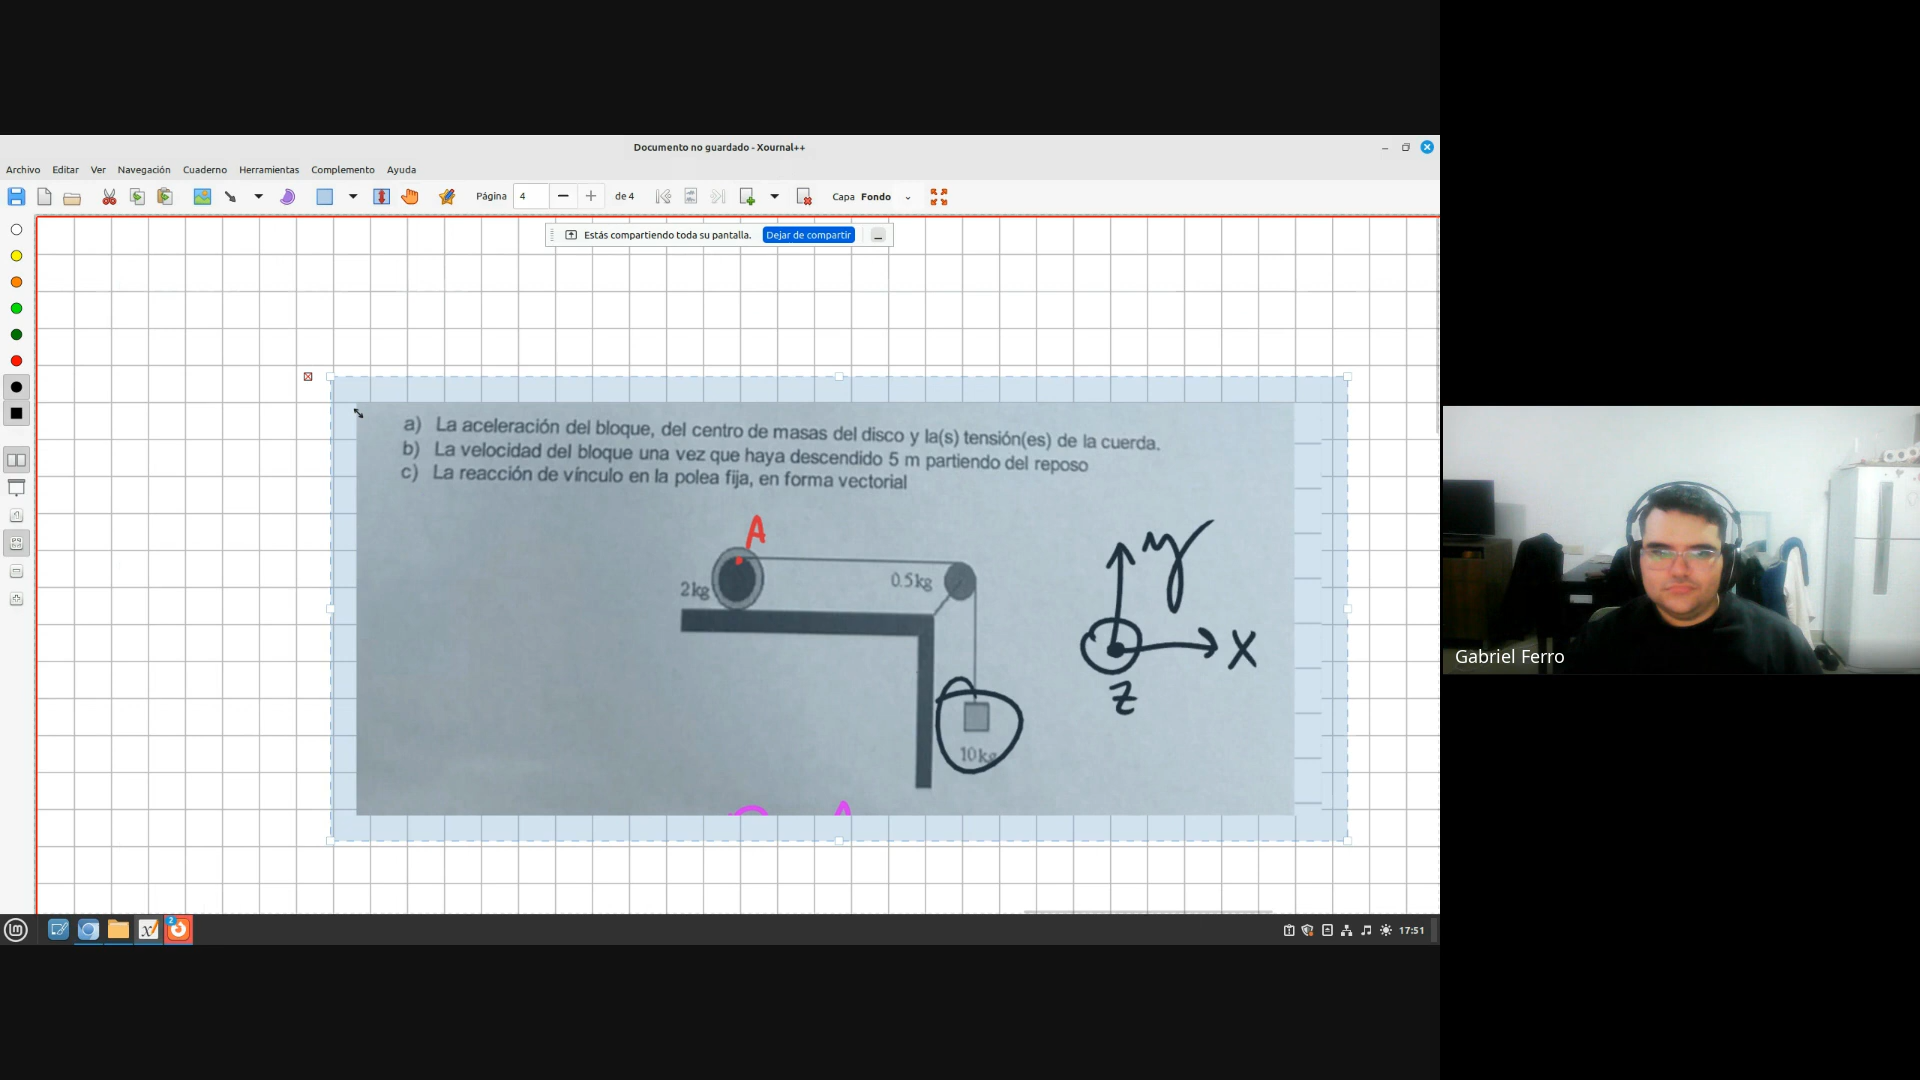 Documento no guardado - Xournal++
Archivo Editar Ver Navegación Cuaderno Herramientas Complemento Ayuda
Página 4 de 4 Capa Fondo
Estás compartiendo toda su pantalla. Dejar de compartir
a) La aceleración del bloque, del centro de masas del disco y la(s) tensión(es) de la cuerda.
b) La velocidad del bloque una vez que haya descendido 5 m partiendo del reposo
c) La reacción de vínculo en la polea fija, en forma vectorial
A
2kg
0.5kg
y
x
z
10kg
Gabriel Ferro
2
17:51